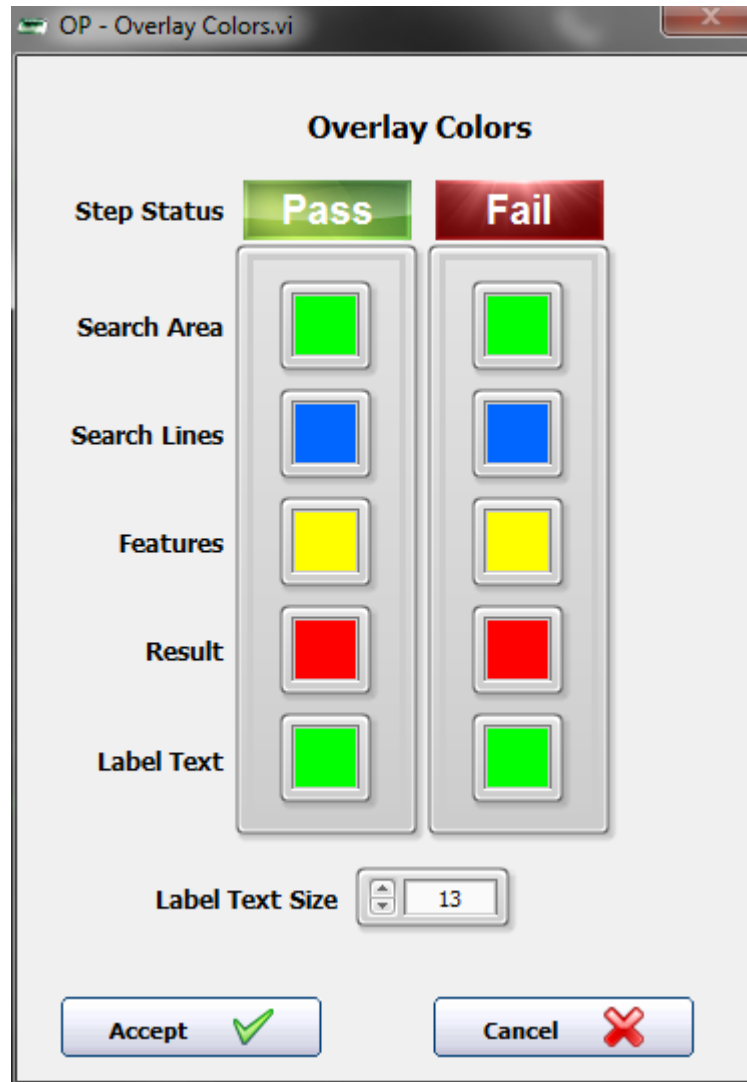 OP - Overlay Colors.vi
Overlay Colors
Step Status Pass Fail
Search Area
Search Lines
Features
Result
Label Text
Label Text Size 13
Accept Cancel